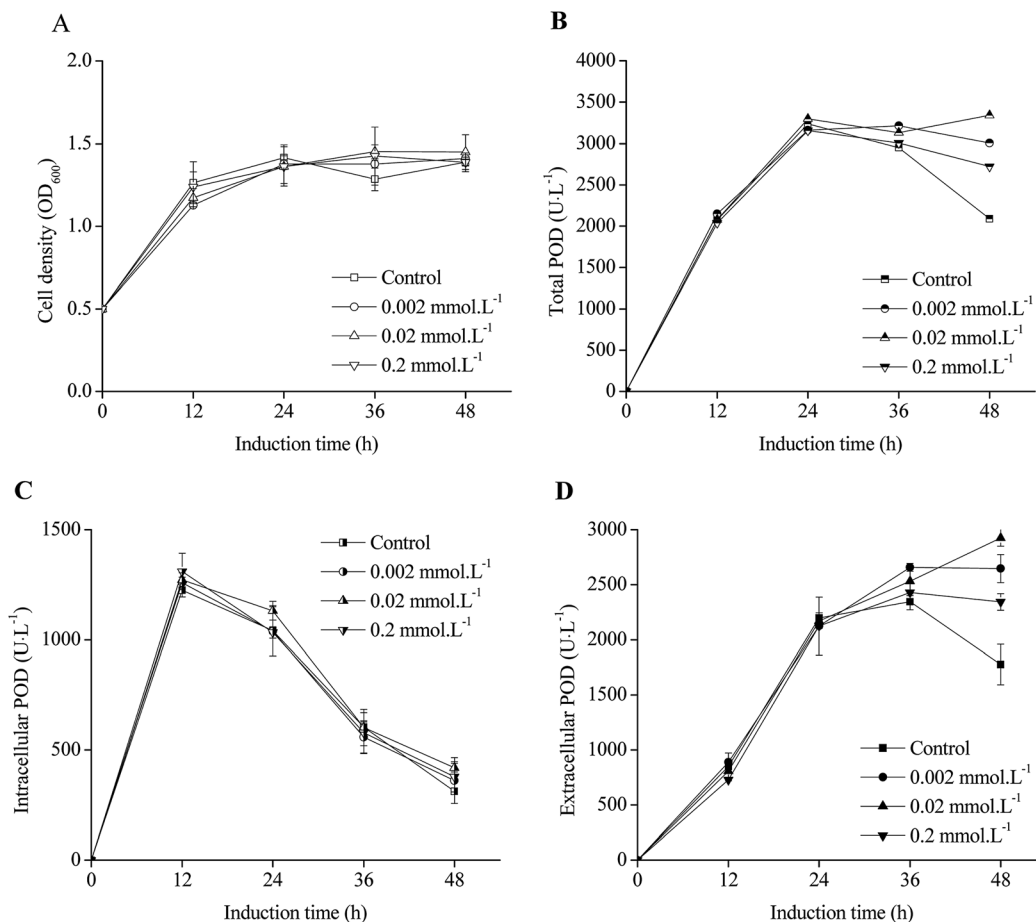 A
2.0
1.5
1.0
0.5
0.0
Cell density (OD₆₀₀)
Control
0.002 mmol.L⁻¹
0.02 mmol.L⁻¹
0.2 mmol.L⁻¹
0 12 24 36 48
Induction time (h)
B
4000
3500
3000
2500
2000
1500
1000
500
0
Total POD (U·L⁻¹)
Control
0.002 mmol.L⁻¹
0.02 mmol.L⁻¹
0.2 mmol.L⁻¹
0 12 24 36 48
Induction time (h)
C
1500
1000
500
0
Intracellular POD (U·L⁻¹)
Control
0.002 mmol.L⁻¹
0.02 mmol.L⁻¹
0.2 mmol.L⁻¹
0 12 24 36 48
Induction time (h)
D
3000
2500
2000
1500
1000
500
0
Extracellular POD (U·L⁻¹)
Control
0.002 mmol.L⁻¹
0.02 mmol.L⁻¹
0.2 mmol.L⁻¹
0 12 24 36 48
Induction time (h)